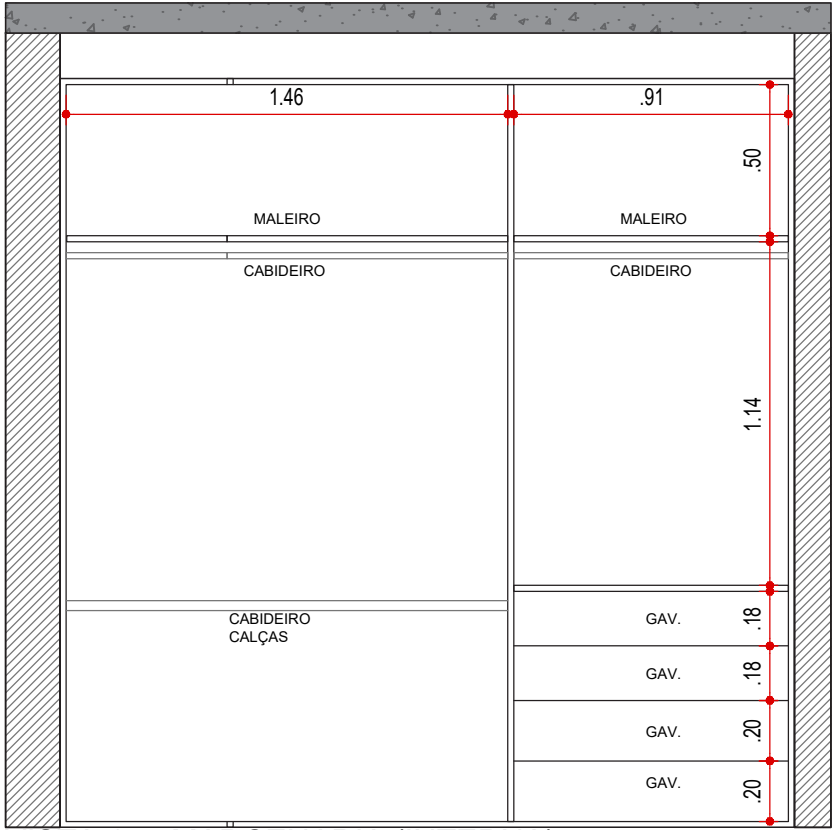 1.46 .91
.50
MALEIRO MALEIRO
CABIDEIRO CABIDEIRO
1.14
CABIDEIRO GAV. .18
CALÇAS
GAV. .18
GAV. .20
GAV. .20